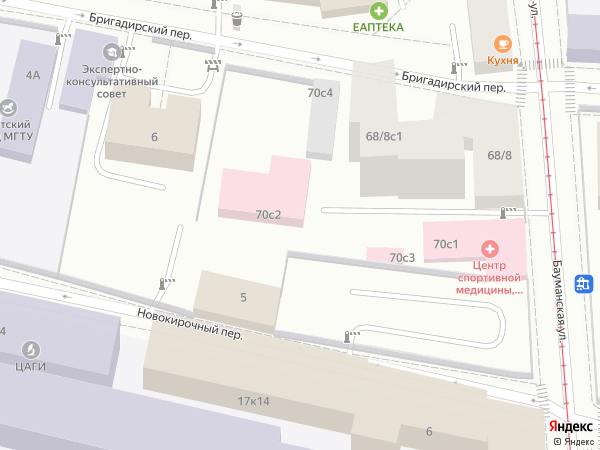 Бригадирский пер.
ЕАПТЕКА
-ул.
Кухня
4А
Экспертно-
консультативный
совет
Бригадирский пер.
70с4
тский
МГТУ
6
68/8с1
68/8
70с2
70с1
70с3
Центр
спортивной
медицины,...
Бауманская ул.
5
Новокирочный пер.
4
ЦАГИ
17к14
6
Яндекс
© Яндекс